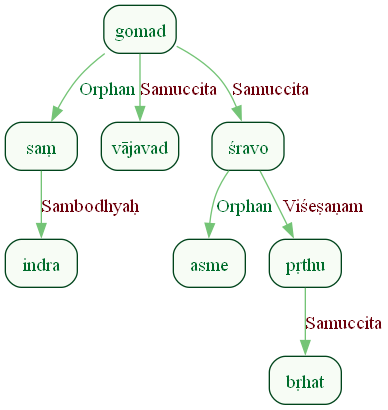 gomad
Orphan Samuccita Samuccita
saṃ vājavad śravo
Sambodhyaḥ Orphan Viśeṣaṇam
indra asme pṛthu
Samuccita
bṛhat